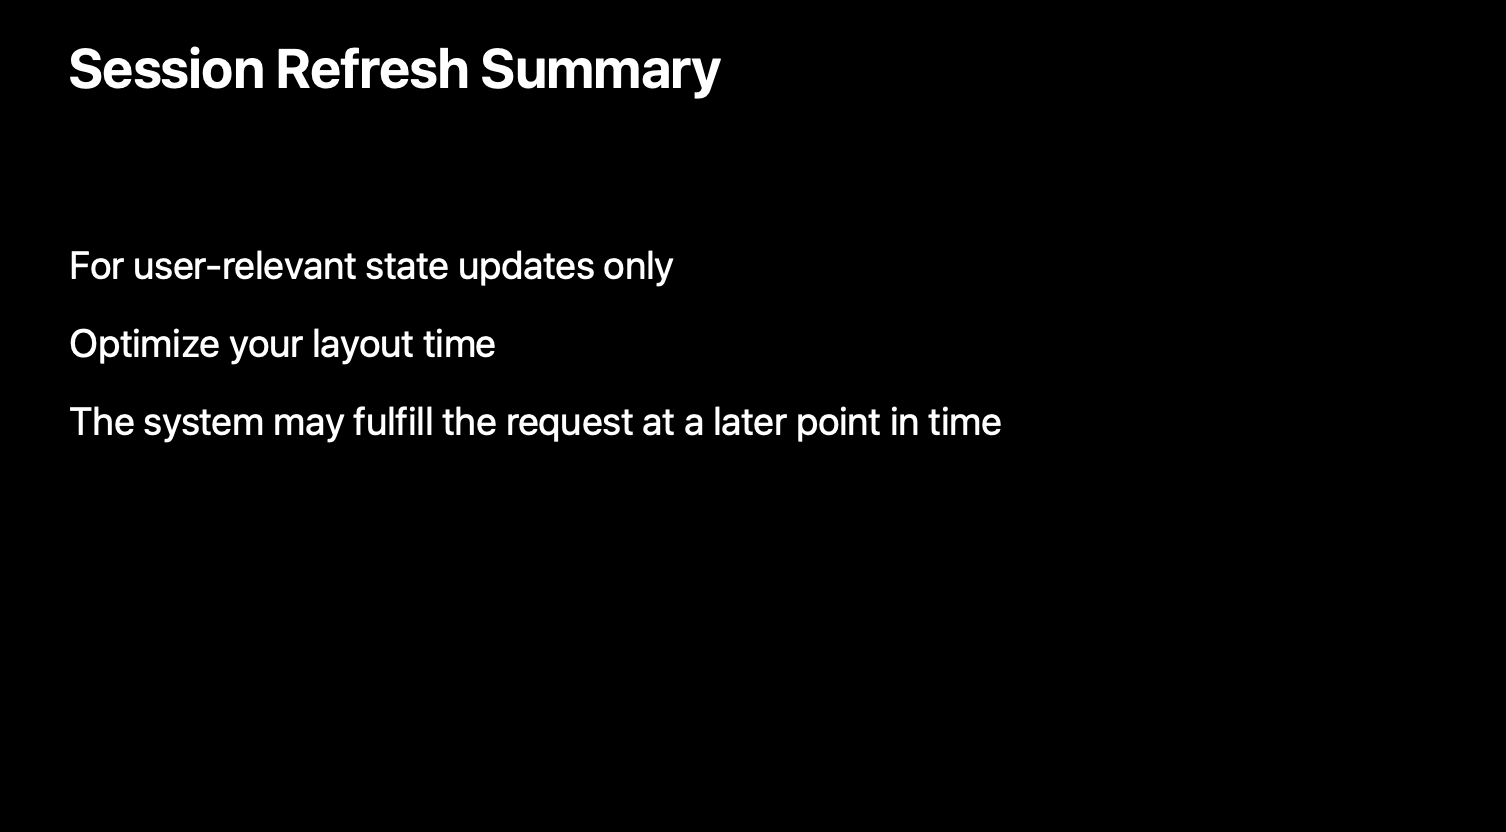 Session Refresh Summary
For user-relevant state updates only
Optimize your layout time
The system may fulfill the request at a later point in time